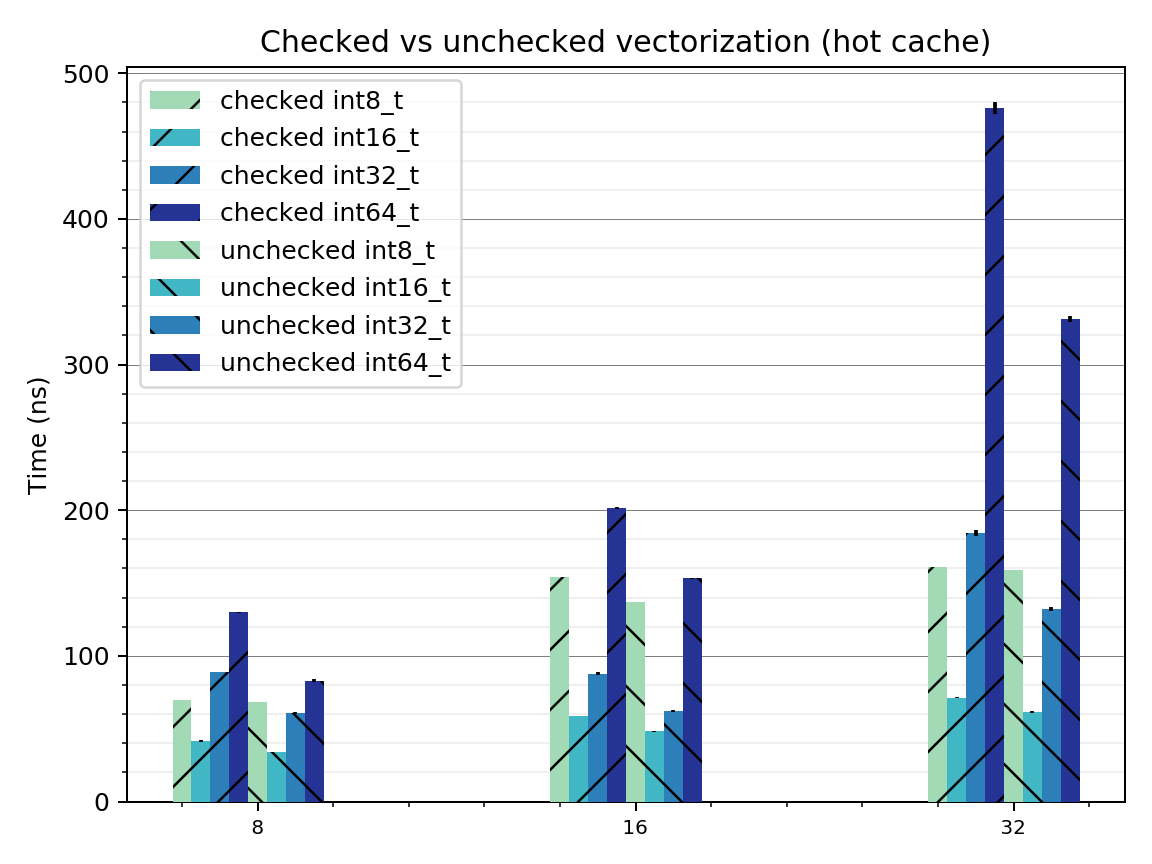 Checked vs unchecked vectorization (hot cache)
500
400
300
200
100
0
Time (ns)
checked int8_t
checked int16_t
checked int32_t
checked int64_t
unchecked int8_t
unchecked int16_t
unchecked int32_t
unchecked int64_t
8
16
32